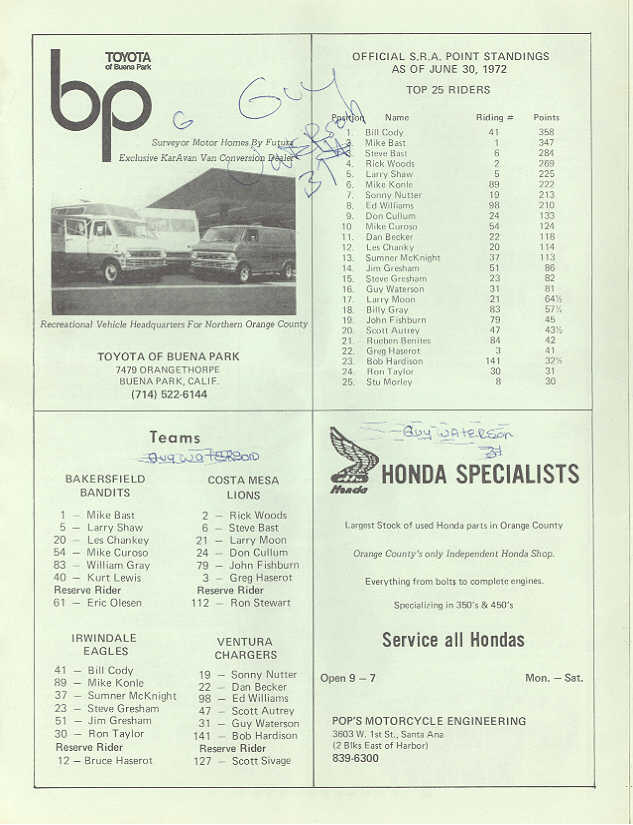 TOYOTA
of Buena Park
bp
G GUY
WATERSON
31
Surveyor Motor Homes By Futura
Exclusive KarAvan Van Conversion Dealer
Recreational Vehicle Headquarters For Northern Orange County
TOYOTA OF BUENA PARK
7479 ORANGETHORPE
BUENA PARK, CALIF.
(714) 522-6144
OFFICIAL S.R.A. POINT STANDINGS
AS OF JUNE 30, 1972
TOP 25 RIDERS
Position Name Riding # Points
1. Bill Cody 41 358
2. Mike Bast 1 347
3. Steve Bast 6 284
4. Rick Woods 2 269
5. Larry Shaw 5 225
6. Mike Konle 89 222
7. Sonny Nutter 19 213
8. Ed Williams 98 210
9. Don Cullum 24 133
10 Mike Curoso 54 124
11. Dan Becker 22 118
12. Les Chanky 20 114
13. Sumner McKnight 37 113
14. Jim Gresham 51 86
15. Steve Gresham 23 82
16. Guy Waterson 31 81
17. Larry Moon 21 64½
18. Billy Gray 83 57½
19. John Fishburn 79 45
20. Scott Autrey 47 43½
21. Rueben Benites 84 42
22. Greg Haserot 3 41
23. Bob Hardison 141 32½
24. Ron Taylor 30 31
25. Stu Morley 8 30
Teams
GUY WATERSON
BAKERSFIELD
BANDITS
1 — Mike Bast
5 — Larry Shaw
20 — Les Chankey
54 — Mike Curoso
83 — William Gray
40 — Kurt Lewis
Reserve Rider
61 — Eric Olesen
COSTA MESA
LIONS
2 — Rick Woods
6 — Steve Bast
21 — Larry Moon
24 — Don Cullum
79 — John Fishburn
3 — Greg Haserot
Reserve Rider
112 — Ron Stewart
IRWINDALE
EAGLES
41 — Bill Cody
89 — Mike Konle
37 — Sumner McKnight
23 — Steve Gresham
51 — Jim Gresham
30 — Ron Taylor
Reserve Rider
12 — Bruce Haserot
VENTURA
CHARGERS
19 — Sonny Nutter
22 — Dan Becker
98 — Ed Williams
47 — Scott Autrey
31 — Guy Waterson
141 — Bob Hardison
Reserve Rider
127 — Scott Sivage
GUY WATERSON
31
Honda
HONDA SPECIALISTS
Largest Stock of used Honda parts in Orange County
Orange County's only Independent Honda Shop.
Everything from bolts to complete engines.
Specializing in 350's & 450's
Service all Hondas
Open 9 – 7 Mon. – Sat.
POP'S MOTORCYCLE ENGINEERING
3603 W. 1st St., Santa Ana
(2 Blks East of Harbor)
839-6300